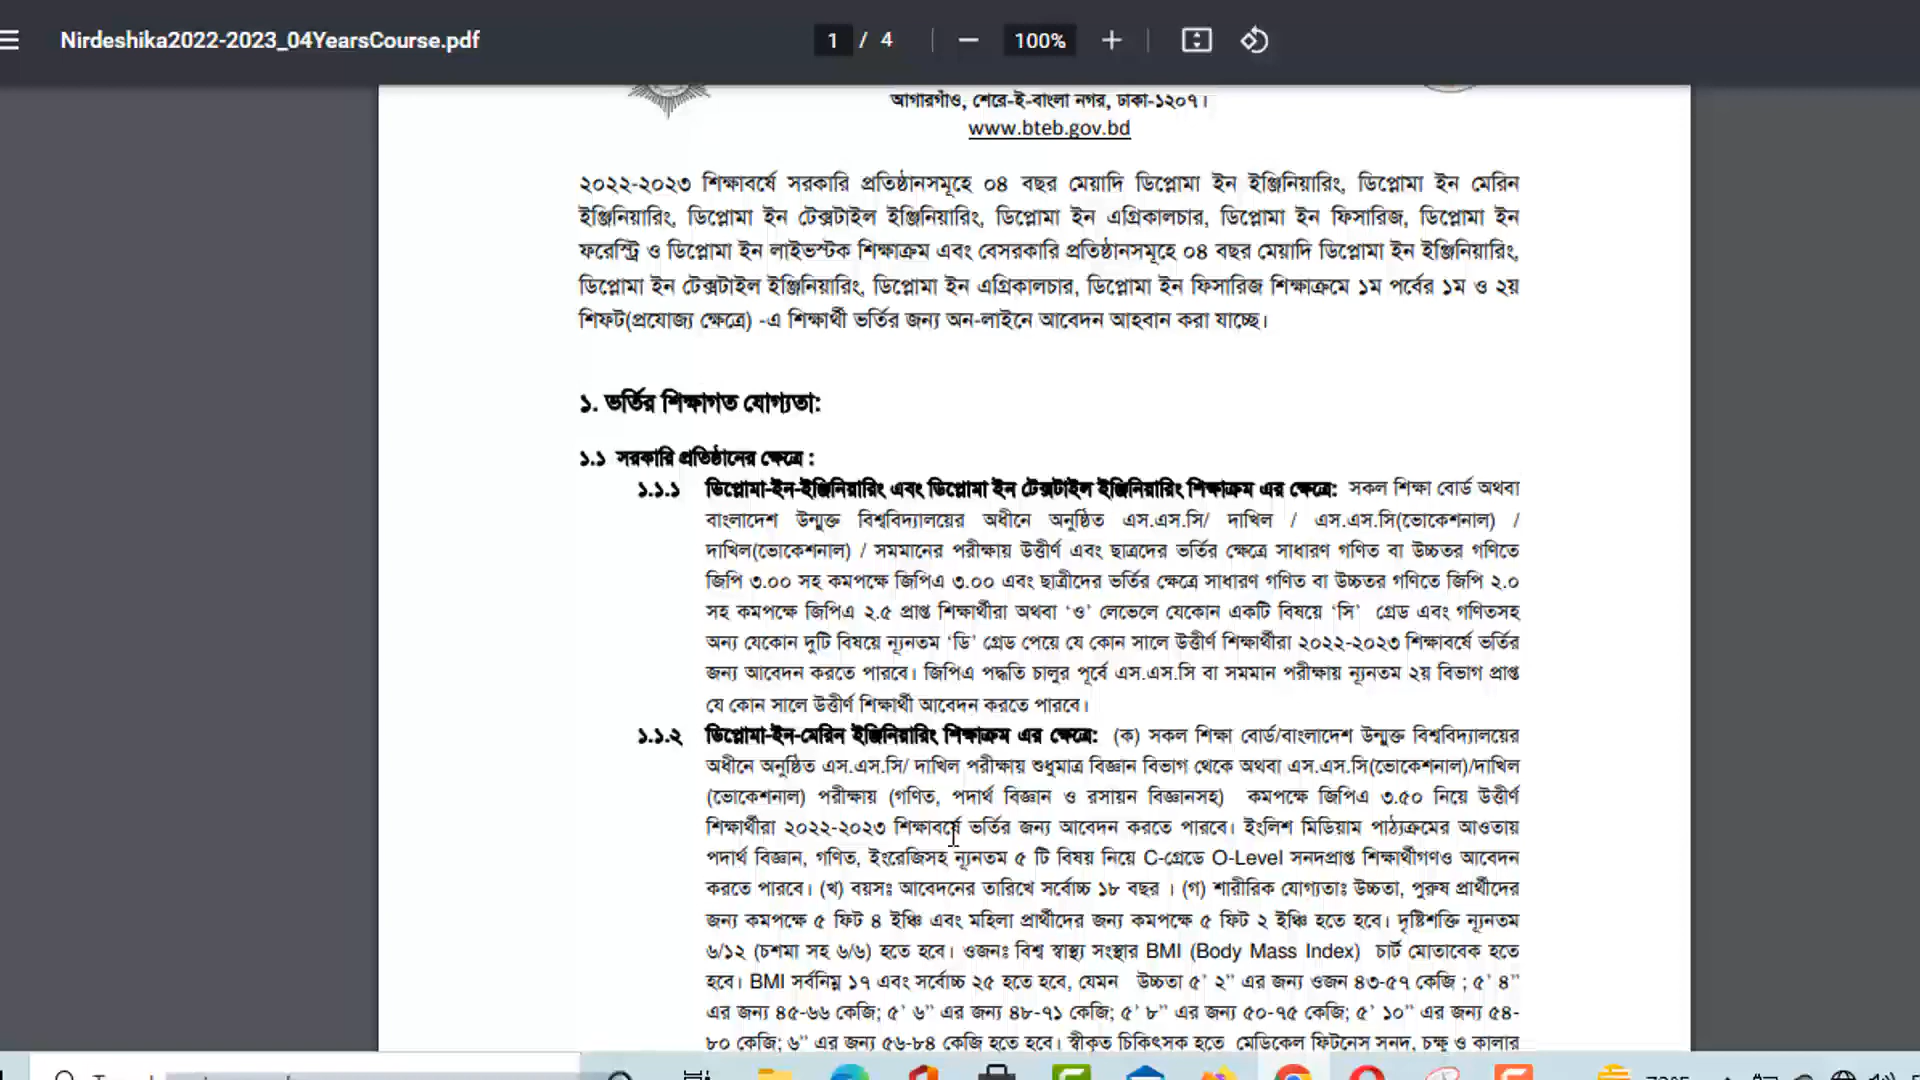 Nirdeshika2022-2023_04YearsCourse.pdf
1 / 4
100%
আগারগাঁও, শেরে-ই-বাংলা নগর, ঢাকা-১২০৭।
www.bteb.gov.bd
২০২২-২০২৩ শিক্ষাবর্ষে সরকারি প্রতিষ্ঠানসমূহে ০৪ বছর মেয়াদি ডিপ্লোমা ইন ইঞ্জিনিয়ারিং, ডিপ্লোমা ইন মেরিন
ইঞ্জিনিয়ারিং, ডিপ্লোমা ইন টেক্সটাইল ইঞ্জিনিয়ারিং, ডিপ্লোমা ইন এগ্রিকালচার, ডিপ্লোমা ইন ফিসারিজ, ডিপ্লোমা ইন
ফরেস্ট্রি ও ডিপ্লোমা ইন লাইভস্টক শিক্ষাক্রম এবং বেসরকারি প্রতিষ্ঠানসমূহে ০৪ বছর মেয়াদি ডিপ্লোমা ইন ইঞ্জিনিয়ারিং,
ডিপ্লোমা ইন টেক্সটাইল ইঞ্জিনিয়ারিং, ডিপ্লোমা ইন এগ্রিকালচার, ডিপ্লোমা ইন ফিসারিজ শিক্ষাক্রমে ১ম পর্বের ১ম ও ২য়
শিফট(প্রযোজ্য ক্ষেত্রে) -এ শিক্ষার্থী ভর্তির জন্য অন-লাইনে আবেদন আহবান করা যাচ্ছে।
১. ভর্তির শিক্ষাগত যোগ্যতা:
১.১ সরকারি প্রতিষ্ঠানের ক্ষেত্রে :
১.১.১ ডিপ্লোমা-ইন-ইঞ্জিনিয়ারিং এবং ডিপ্লোমা ইন টেক্সটাইল ইঞ্জিনিয়ারিং শিক্ষাক্রম এর ক্ষেত্রে: সকল শিক্ষা বোর্ড অথবা
বাংলাদেশ উন্মুক্ত বিশ্ববিদ্যালয়ের অধীনে অনুষ্ঠিত এস.এস.সি/ দাখিল / এস.এস.সি(ভোকেশনাল) /
দাখিল(ভোকেশনাল) / সমমানের পরীক্ষায় উত্তীর্ণ এবং ছাত্রদের ভর্তির ক্ষেত্রে সাধারণ গণিত বা উচ্চতর গণিতে
জিপি ৩.০০ সহ কমপক্ষে জিপিএ ৩.০০ এবং ছাত্রীদের ভর্তির ক্ষেত্রে সাধারণ গণিত বা উচ্চতর গণিতে জিপি ২.০
সহ কমপক্ষে জিপিএ ২.৫ প্রাপ্ত শিক্ষার্থীরা অথবা ‘ও’ লেভেলে যেকোন একটি বিষয়ে ‘সি’ গ্রেড এবং গণিতসহ
অন্য যেকোন দুটি বিষয়ে ন্যূনতম ‘ডি’ গ্রেড পেয়ে যে কোন সালে উত্তীর্ণ শিক্ষার্থীরা ২০২২-২০২৩ শিক্ষাবর্ষে ভর্তির
জন্য আবেদন করতে পারবে। জিপিএ পদ্ধতি চালুর পূর্বে এস.এস.সি বা সমমান পরীক্ষায় ন্যূনতম ২য় বিভাগ প্রাপ্ত
যে কোন সালে উত্তীর্ণ শিক্ষার্থী আবেদন করতে পারবে।
১.১.২ ডিপ্লোমা-ইন-মেরিন ইঞ্জিনিয়ারিং শিক্ষাক্রম এর ক্ষেত্রে: (ক) সকল শিক্ষা বোর্ড/বাংলাদেশ উন্মুক্ত বিশ্ববিদ্যালয়ের
অধীনে অনুষ্ঠিত এস.এস.সি/ দাখিল পরীক্ষায় শুধুমাত্র বিজ্ঞান বিভাগ থেকে অথবা এস.এস.সি(ভোকেশনাল)/দাখিল
(ভোকেশনাল) পরীক্ষায় (গণিত, পদার্থ বিজ্ঞান ও রসায়ন বিজ্ঞানসহ) কমপক্ষে জিপিএ ৩.৫০ নিয়ে উত্তীর্ণ
শিক্ষার্থীরা ২০২২-২০২৩ শিক্ষাবর্ষে ভর্তির জন্য আবেদন করতে পারবে। ইংলিশ মিডিয়াম পাঠ্যক্রমের আওতায়
পদার্থ বিজ্ঞান, গণিত, ইংরেজিসহ ন্যূনতম ৫ টি বিষয় নিয়ে C-গ্রেডে O-Level সনদপ্রাপ্ত শিক্ষার্থীগণও আবেদন
করতে পারবে। (খ) বয়সঃ আবেদনের তারিখে সর্বোচ্চ ১৮ বছর । (গ) শারীরিক যোগ্যতাঃ উচ্চতা, পুরুষ প্রার্থীদের
জন্য কমপক্ষে ৫ ফিট ৪ ইঞ্চি এবং মহিলা প্রার্থীদের জন্য কমপক্ষে ৫ ফিট ২ ইঞ্চি হতে হবে। দৃষ্টিশক্তি ন্যূনতম
৬/১২ (চশমা সহ ৬/৬) হতে হবে। ওজনঃ বিশ্ব স্বাস্থ্য সংস্থার BMI (Body Mass Index) চার্ট মোতাবেক হতে
হবে। BMI সর্বনিম্ন ১৭ এবং সর্বোচ্চ ২৫ হতে হবে, যেমন উচ্চতা ৫’ ২” এর জন্য ওজন ৪৩-৫৭ কেজি ; ৫’ ৪”
এর জন্য ৪৫-৬৬ কেজি; ৫’ ৬” এর জন্য ৪৮-৭১ কেজি; ৫’ ৮” এর জন্য ৫০-৭৫ কেজি; ৫’ ১০” এর জন্য ৫৪-
৮০ কেজি; ৬” এর জন্য ৫৬-৮৪ কেজি হতে হবে। স্বীকৃত চিকিৎসক হতে মেডিকেল ফিটনেস সনদ, চক্ষু ও কালার